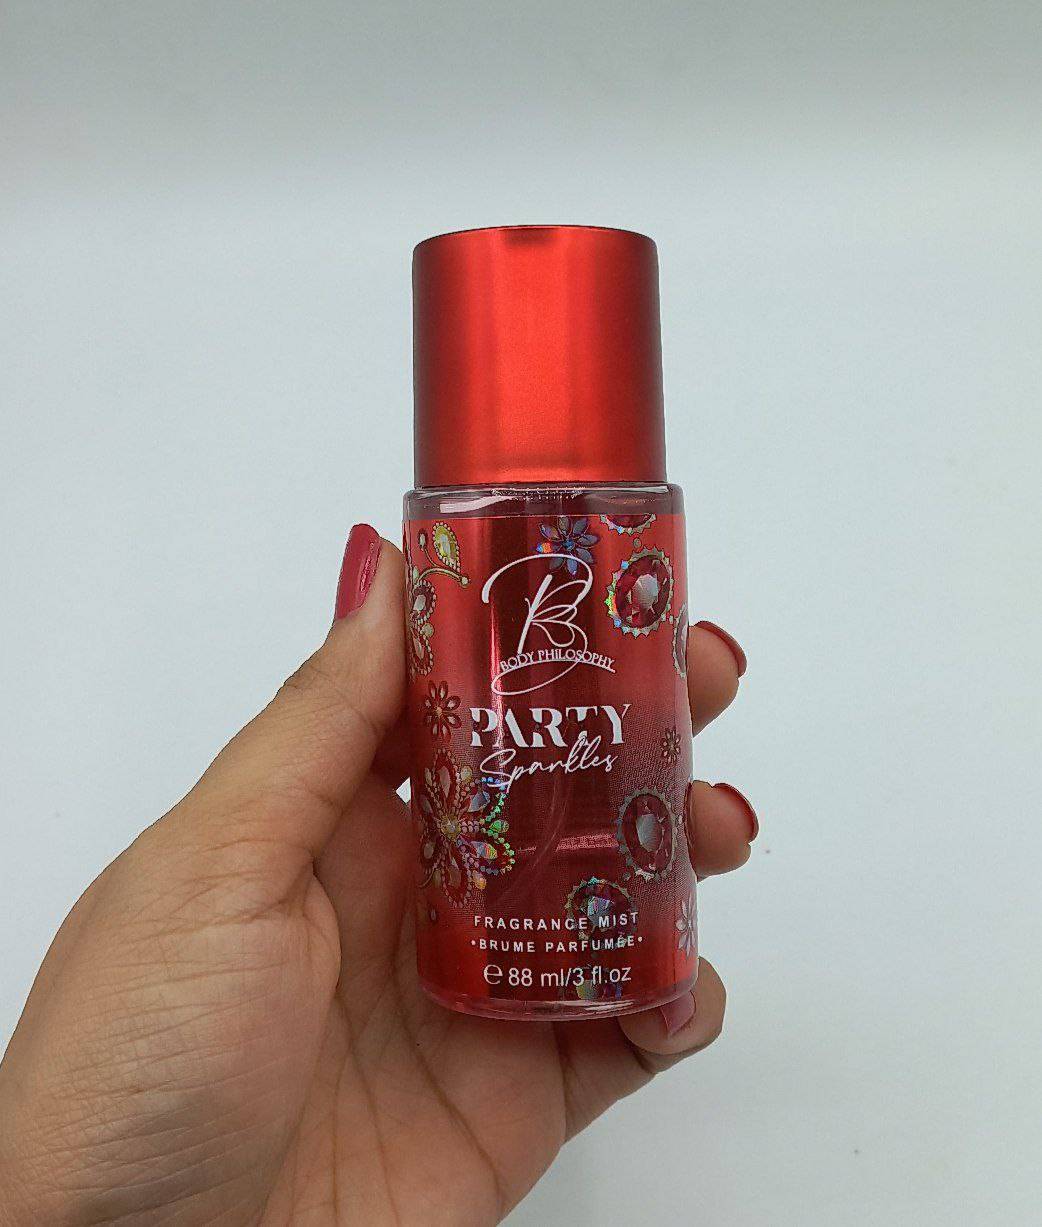 B
BODY PHiLOSOPHY
PARTY
Sparkles
FRAGRANCE MIST
•BRUME PARFUMÉE•
℮ 88 ml/3 fl.oz